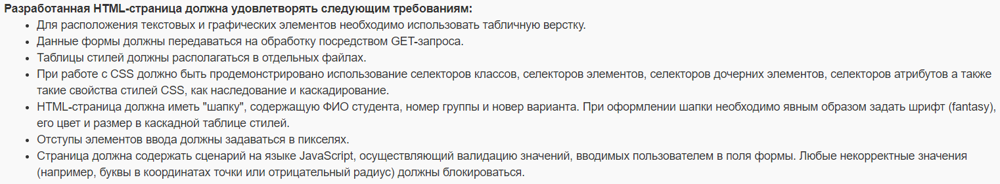 Разработанная HTML-страница должна удовлетворять следующим требованиям:
• Для расположения текстовых и графических элементов необходимо использовать табличную верстку.
• Данные формы должны передаваться на обработку посредством GET-запроса.
• Таблицы стилей должны располагаться в отдельных файлах.
• При работе с CSS должно быть продемонстрировано использование селекторов классов, селекторов элементов, селекторов дочерних элементов, селекторов атрибутов а также
такие свойства стилей CSS, как наследование и каскадирование.
• HTML-страница должна иметь "шапку", содержащую ФИО студента, номер группы и новер варианта. При оформлении шапки необходимо явным образом задать шрифт (fantasy),
его цвет и размер в каскадной таблице стилей.
• Отступы элементов ввода должны задаваться в пикселях.
• Страница должна содержать сценарий на языке JavaScript, осуществляющий валидацию значений, вводимых пользователем в поля формы. Любые некорректные значения
(например, буквы в координатах точки или отрицательный радиус) должны блокироваться.